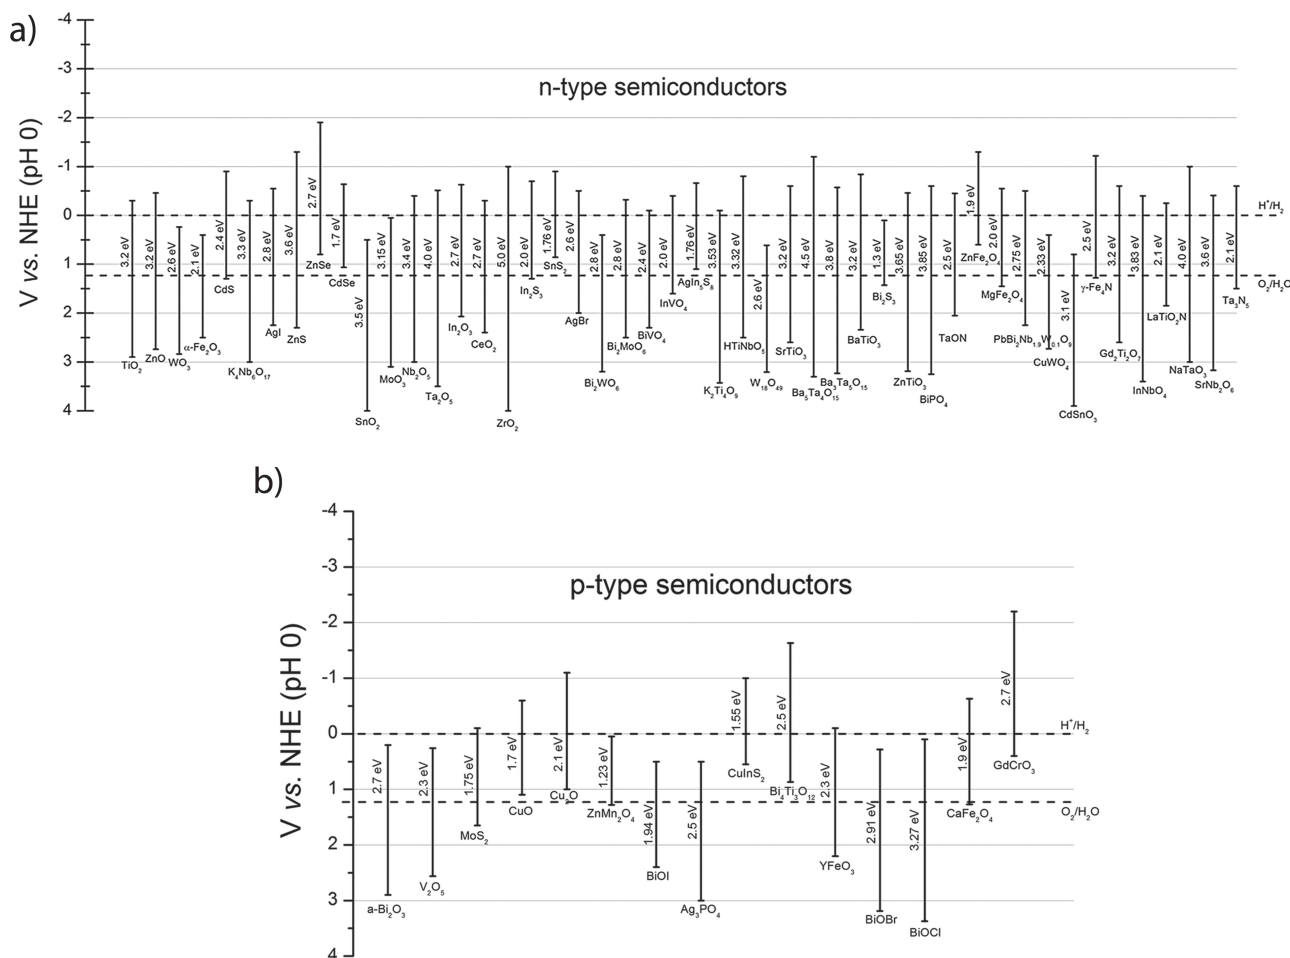 a)
V vs. NHE (pH 0)
-4
-3
-2
-1
0
1
2
3
4
n-type semiconductors
H⁺/H₂
O₂/H₂O
3.2 eV
TiO₂
3.2 eV
ZnO
2.6 eV
WO₃
2.1 eV
α-Fe₂O₃
2.4 eV
CdS
3.3 eV
K₄Nb₆O₁₇
2.8 eV
AgI
3.6 eV
ZnS
2.7 eV
ZnSe
1.7 eV
CdSe
3.5 eV
SnO₂
3.15 eV
MoO₃
3.4 eV
Nb₂O₅
4.0 eV
Ta₂O₅
2.7 eV
In₂O₃
2.7 eV
CeO₂
5.0 eV
ZrO₂
2.0 eV
In₂S₃
1.76 eV
SnS₂
2.6 eV
AgBr
2.8 eV
Bi₂WO₆
2.8 eV
Bi₂MoO₆
2.4 eV
BiVO₄
2.0 eV
InVO₄
1.76 eV
AgIn₅S₈
3.53 eV
K₂Ti₄O₉
3.32 eV
HTiNbO₅
2.6 eV
W₁₈O₄₉
3.2 eV
SrTiO₃
4.5 eV
Ba₅Ta₄O₁₅
3.8 eV
Ba₃Ta₅O₁₅
3.2 eV
BaTiO₃
1.3 eV
Bi₂S₃
3.65 eV
ZnTiO₃
3.85 eV
BiPO₄
2.5 eV
TaON
1.9 eV
ZnFe₂O₄
2.0 eV
MgFe₂O₄
2.75 eV
PbBi₂Nb₁.₉W₀.₁O₉
2.33 eV
CuWO₄
3.1 eV
CdSnO₃
2.5 eV
γ-Fe₄N
3.2 eV
Gd₂Ti₂O₇
3.83 eV
InNbO₄
2.1 eV
LaTiO₂N
4.0 eV
NaTaO₃
3.6 eV
SrNb₂O₆
2.1 eV
Ta₃N₅
b)
V vs. NHE (pH 0)
-4
-3
-2
-1
0
1
2
3
4
p-type semiconductors
H⁺/H₂
O₂/H₂O
2.7 eV
a-Bi₂O₃
2.3 eV
V₂O₅
1.75 eV
MoS₂
1.7 eV
CuO
2.1 eV
Cu₂O
1.23 eV
ZnMn₂O₄
1.94 eV
BiOI
2.5 eV
Ag₃PO₄
1.55 eV
CuInS₂
2.5 eV
Bi₄Ti₃O₁₂
2.3 eV
YFeO₃
2.91 eV
BiOBr
3.27 eV
BiOCl
1.9 eV
CaFe₂O₄
2.7 eV
GdCrO₃